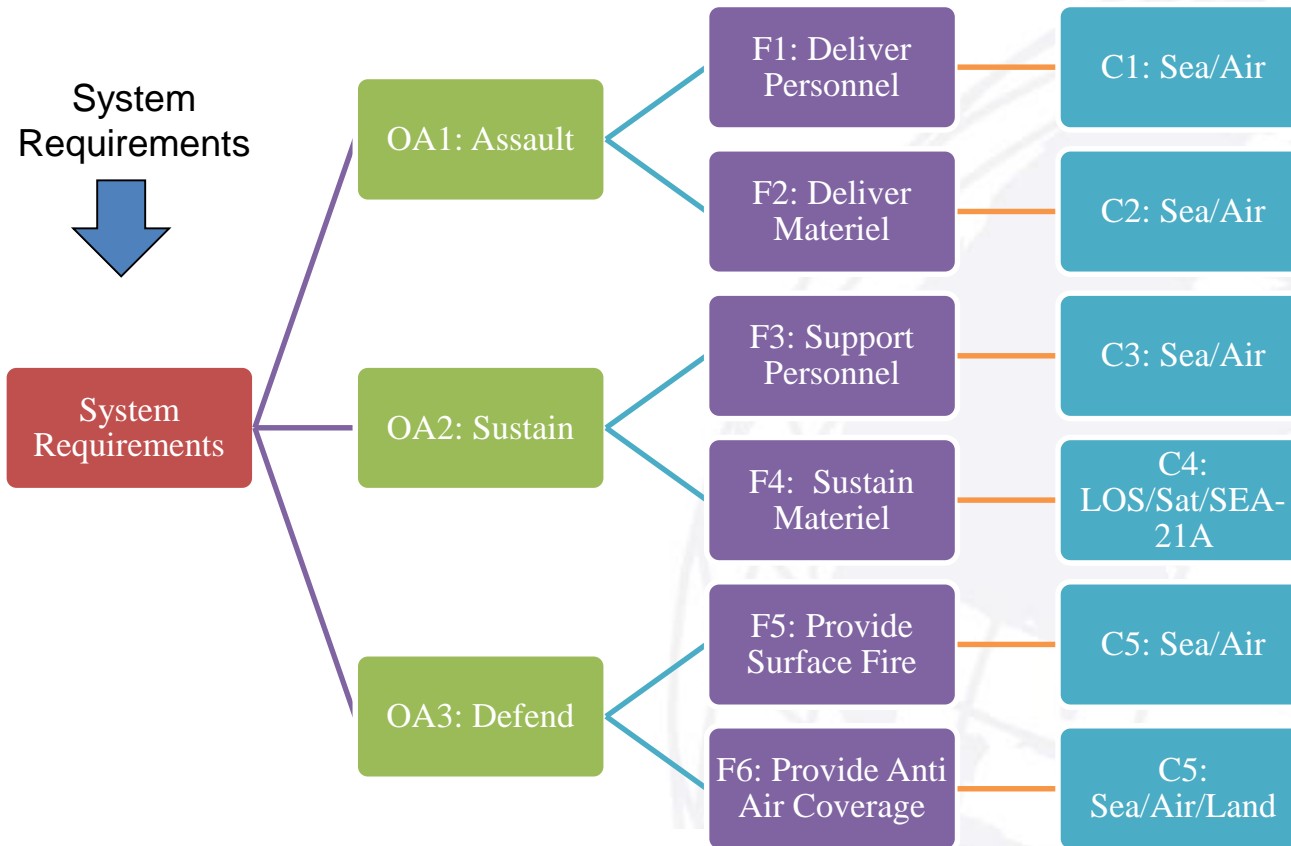 System
Requirements
System
Requirements
OA1: Assault
OA2: Sustain
OA3: Defend
F1: Deliver
Personnel
F2: Deliver
Materiel
F3: Support
Personnel
F4:  Sustain
Materiel
F5: Provide
Surface Fire
F6: Provide Anti
Air Coverage
C1: Sea/Air
C2: Sea/Air
C3: Sea/Air
C4:
LOS/Sat/SEA-
21A
C5: Sea/Air
C5:
Sea/Air/Land